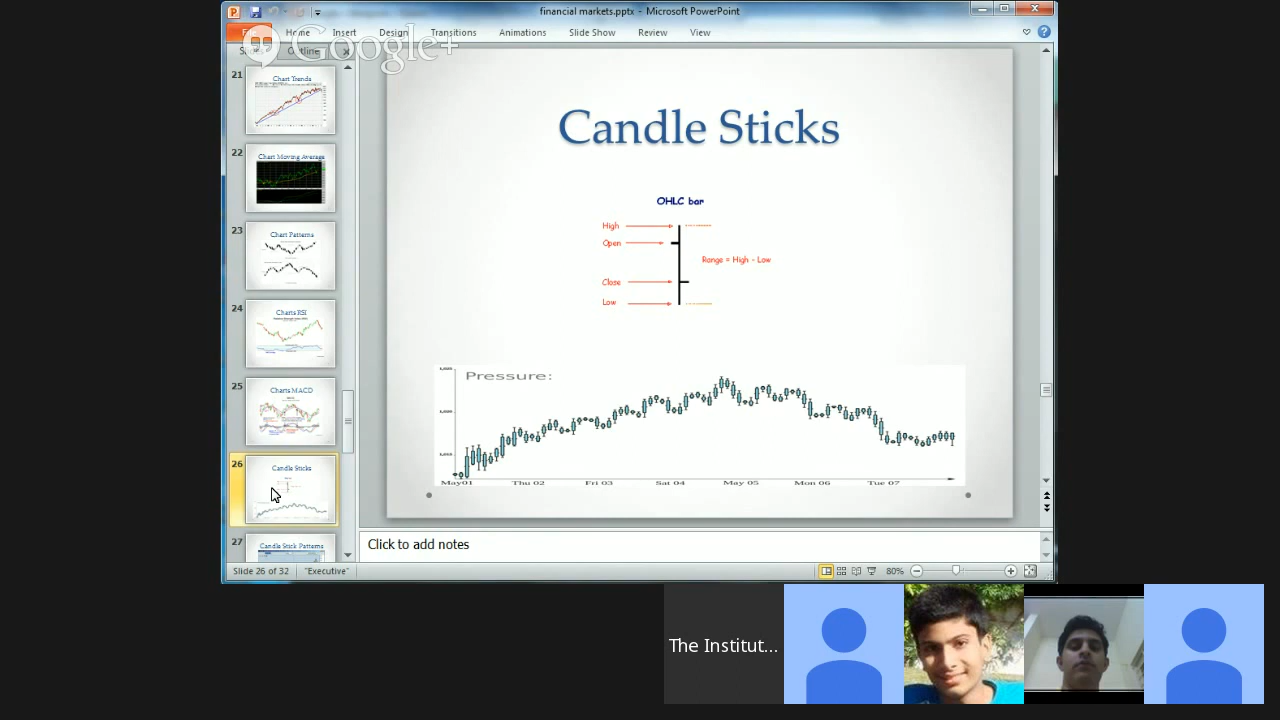 financial markets.pptx - Microsoft PowerPoint
Home Insert Design Transitions Animations Slide Show Review View
Google+
Outline
21
Chart Trends
22
Chart Moving Average
23
Chart Patterns
24
Charts RSI
25
Charts MACD
26
Candle Sticks
27
Candle Stick Patterns
Candle Sticks
OHLC bar
High
Open
Range = High - Low
Close
Low
Pressure:
May01 Thu 02 Fri 03 Sat 04 May 05 Mon 06 Tue 07
Click to add notes
Slide 26 of 32 "Executive" 80%
The Institut...